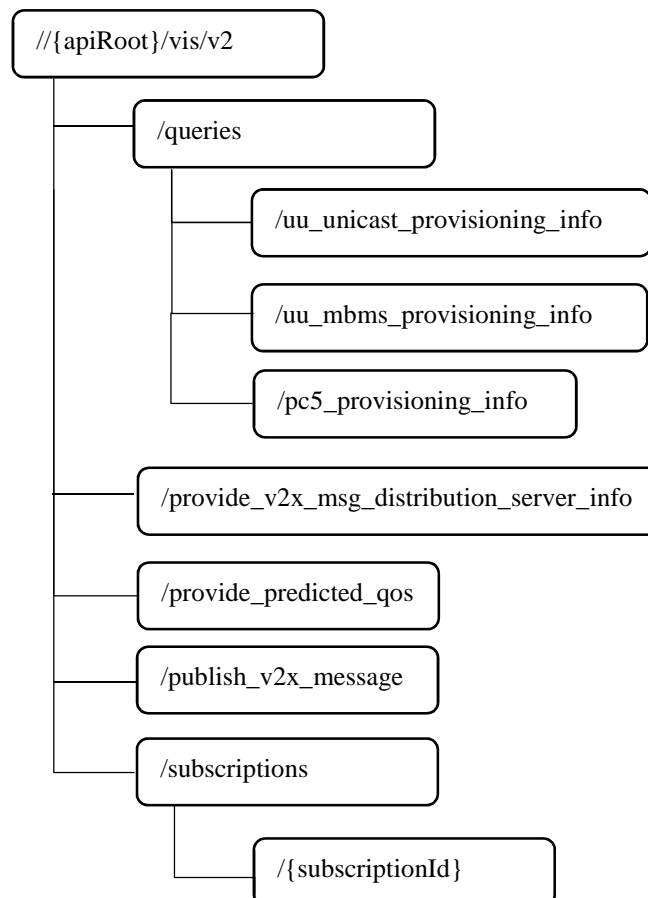 //{apiRoot}/vis/v2
/queries
/uu_unicast_provisioning_info
/uu_mbms_provisioning_info
/pc5_provisioning_info
/provide_v2x_msg_distribution_server_info
/provide_predicted_qos
/publish_v2x_message
/subscriptions
/{subscriptionId}